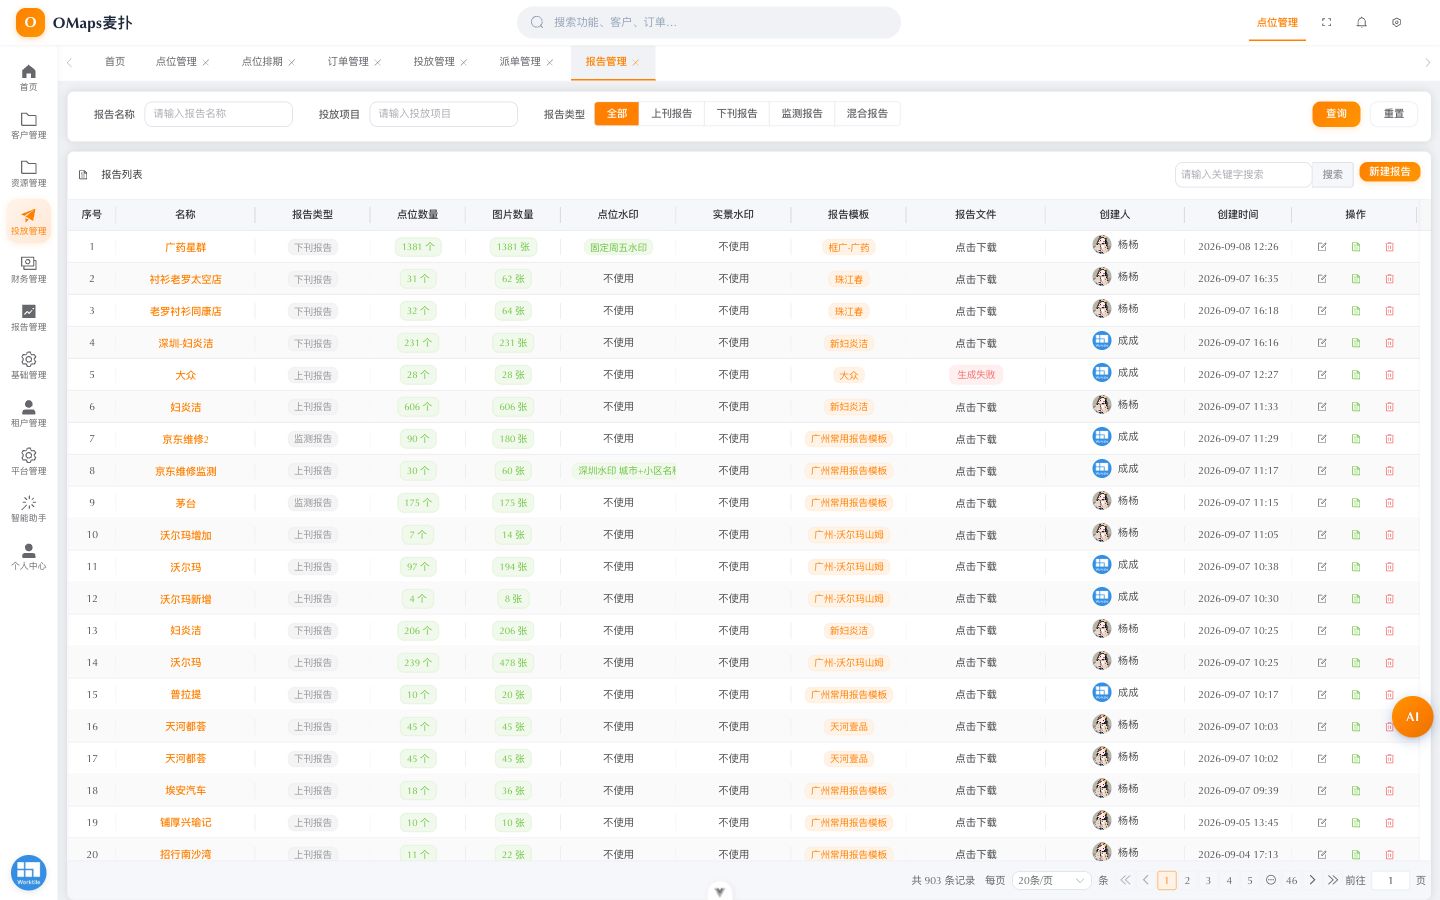 O OMaps麦扑
搜索功能、客户、订单...
点位管理
首页 点位管理 点位排期 订单管理 投放管理 派单管理 报告管理
首页
客户管理
资源管理
投放管理
财务管理
报告管理
基础管理
租户管理
平台管理
智能助手
个人中心
Worktile
报告名称 请输入报告名称 投放项目 请输入投放项目 报告类型 全部 上刊报告 下刊报告 监测报告 混合报告 查询 重置
报告列表 请输入关键字搜索 搜索 新建报告
序号 名称 报告类型 点位数量 图片数量 点位水印 实景水印 报告模板 报告文件 创建人 创建时间 操作
1 广药星群 下刊报告 1381 个 1381 张 固定周五水印 不使用 框广-广药 点击下载 杨杨 2026-09-08 12:26
2 衬衫老罗太空店 下刊报告 31 个 62 张 不使用 不使用 珠江春 点击下载 杨杨 2026-09-07 16:35
3 老罗衬衫同康店 下刊报告 32 个 64 张 不使用 不使用 珠江春 点击下载 杨杨 2026-09-07 16:18
4 深圳-妇炎洁 下刊报告 231 个 231 张 不使用 不使用 新妇炎洁 点击下载 成成 2026-09-07 16:16
5 大众 上刊报告 28 个 28 张 不使用 不使用 大众 生成失败 成成 2026-09-07 12:27
6 妇炎洁 上刊报告 606 个 606 张 不使用 不使用 新妇炎洁 点击下载 杨杨 2026-09-07 11:33
7 京东维修2 监测报告 90 个 180 张 不使用 不使用 广州常用报告模板 点击下载 成成 2026-09-07 11:29
8 京东维修监测 上刊报告 30 个 60 张 深圳水印 城市+小区名称 不使用 广州常用报告模板 点击下载 成成 2026-09-07 11:17
9 茅台 监测报告 175 个 175 张 不使用 不使用 广州常用报告模板 点击下载 杨杨 2026-09-07 11:15
10 沃尔玛增加 上刊报告 7 个 14 张 不使用 不使用 广州-沃尔玛山姆 点击下载 杨杨 2026-09-07 11:05
11 沃尔玛 上刊报告 97 个 194 张 不使用 不使用 广州-沃尔玛山姆 点击下载 成成 2026-09-07 10:38
12 沃尔玛新增 上刊报告 4 个 8 张 不使用 不使用 广州-沃尔玛山姆 点击下载 成成 2026-09-07 10:30
13 妇炎洁 下刊报告 206 个 206 张 不使用 不使用 新妇炎洁 点击下载 杨杨 2026-09-07 10:25
14 沃尔玛 上刊报告 239 个 478 张 不使用 不使用 广州-沃尔玛山姆 点击下载 杨杨 2026-09-07 10:25
15 普拉提 上刊报告 10 个 20 张 不使用 不使用 广州常用报告模板 点击下载 成成 2026-09-07 10:17
16 天河都荟 上刊报告 45 个 45 张 不使用 不使用 天河壹品 点击下载 杨杨 2026-09-07 10:03
17 天河都荟 下刊报告 45 个 45 张 不使用 不使用 天河壹品 点击下载 杨杨 2026-09-07 10:02
18 埃安汽车 上刊报告 18 个 36 张 不使用 不使用 广州常用报告模板 点击下载 杨杨 2026-09-07 09:39
19 铺厚兴瑜记 上刊报告 10 个 10 张 不使用 不使用 广州常用报告模板 点击下载 杨杨 2026-09-05 13:45
20 招行南沙湾 上刊报告 11 个 22 张 不使用 不使用 广州常用报告模板 点击下载 杨杨 2026-09-04 17:13
AI
共 903 条记录 每页 20条/页 条 1 2 3 4 5 46 前往 1 页